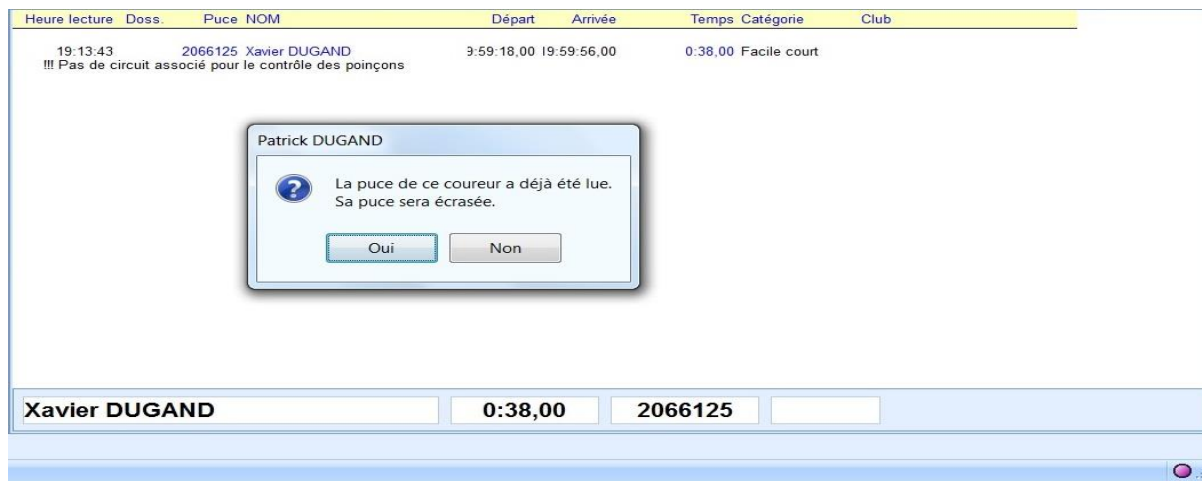 Heure lecture Doss. Puce NOM Départ Arrivée Temps Catégorie Club
19:13:43 2066125 Xavier DUGAND 9:59:18,00 19:59:56,00 0:38,00 Facile court
!!! Pas de circuit associé pour le contrôle des poinçons
Patrick DUGAND
La puce de ce coureur a déjà été lue.
Sa puce sera écrasée.
Oui Non
Xavier DUGAND 0:38,00 2066125